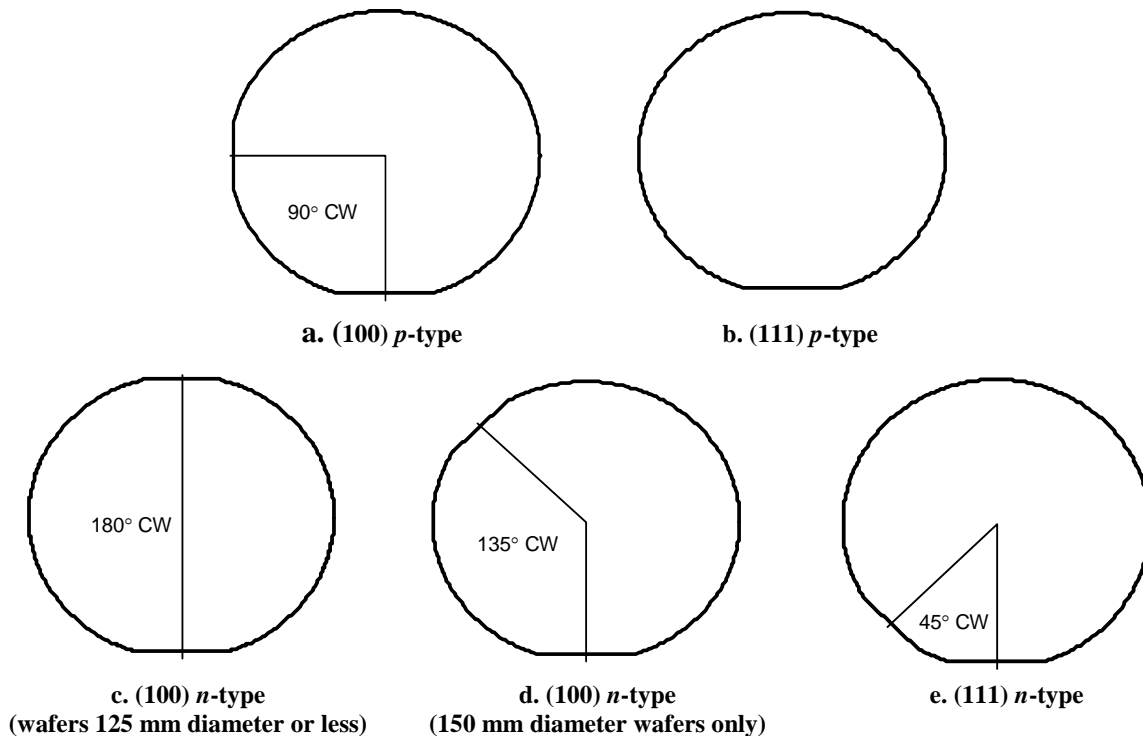 90° CW
a. (100) p-type
b. (111) p-type
180° CW
135° CW
45° CW
c. (100) n-type
(wafers 125 mm diameter or less)
d. (100) n-type
(150 mm diameter wafers only)
e. (111) n-type